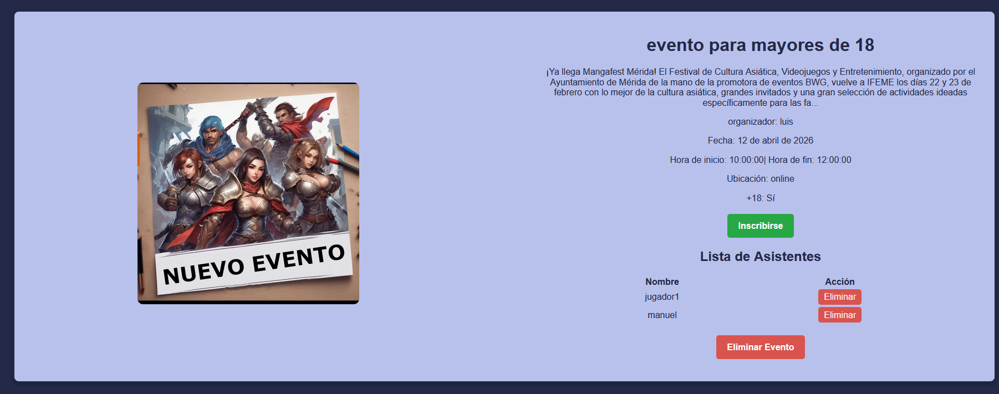 NUEVO EVENTO
evento para mayores de 18
¡Ya llega Mangafest Mérida! El Festival de Cultura Asiática, Videojuegos y Entretenimiento, organizado por el
Ayuntamiento de Mérida de la mano de la promotora de eventos BWG, vuelve a IFEME los días 22 y 23 de
febrero con lo mejor de la cultura asiática, grandes invitados y una gran selección de actividades ideadas
específicamente para las fa...
organizador: luis
Fecha: 12 de abril de 2026
Hora de inicio: 10:00:00| Hora de fin: 12:00:00
Ubicación: online
+18: Sí
Inscribirse
Lista de Asistentes
Nombre Acción
jugador1 Eliminar
manuel Eliminar
Eliminar Evento